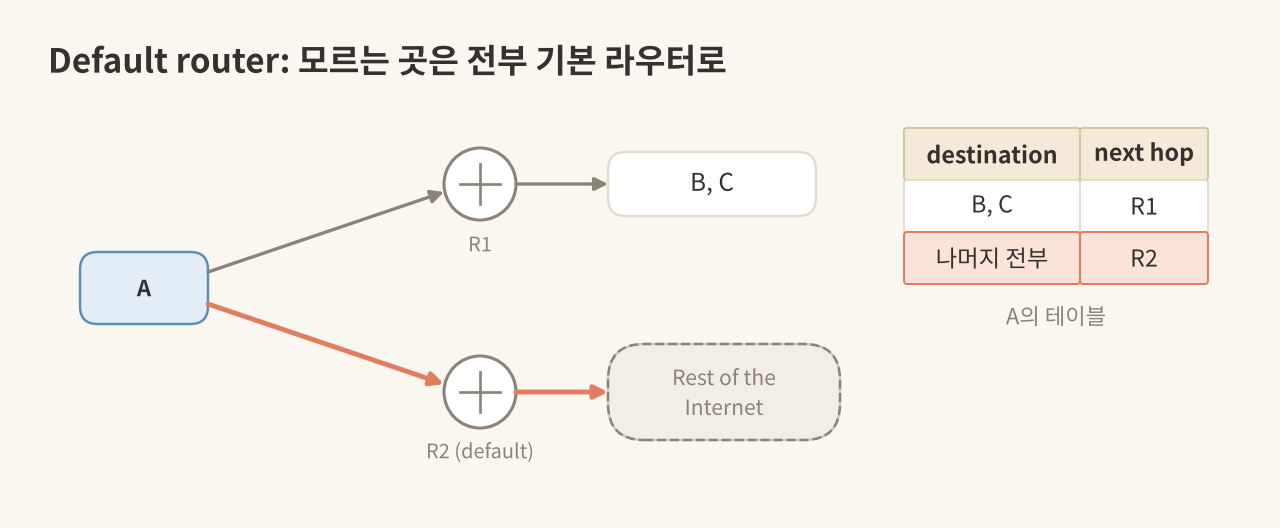 Default router: 모르는 곳은 전부 기본 라우터로
A
R1
B, C
R2 (default)
Rest of the
Internet
destination next hop
B, C R1
나머지 전부 R2
A의 테이블